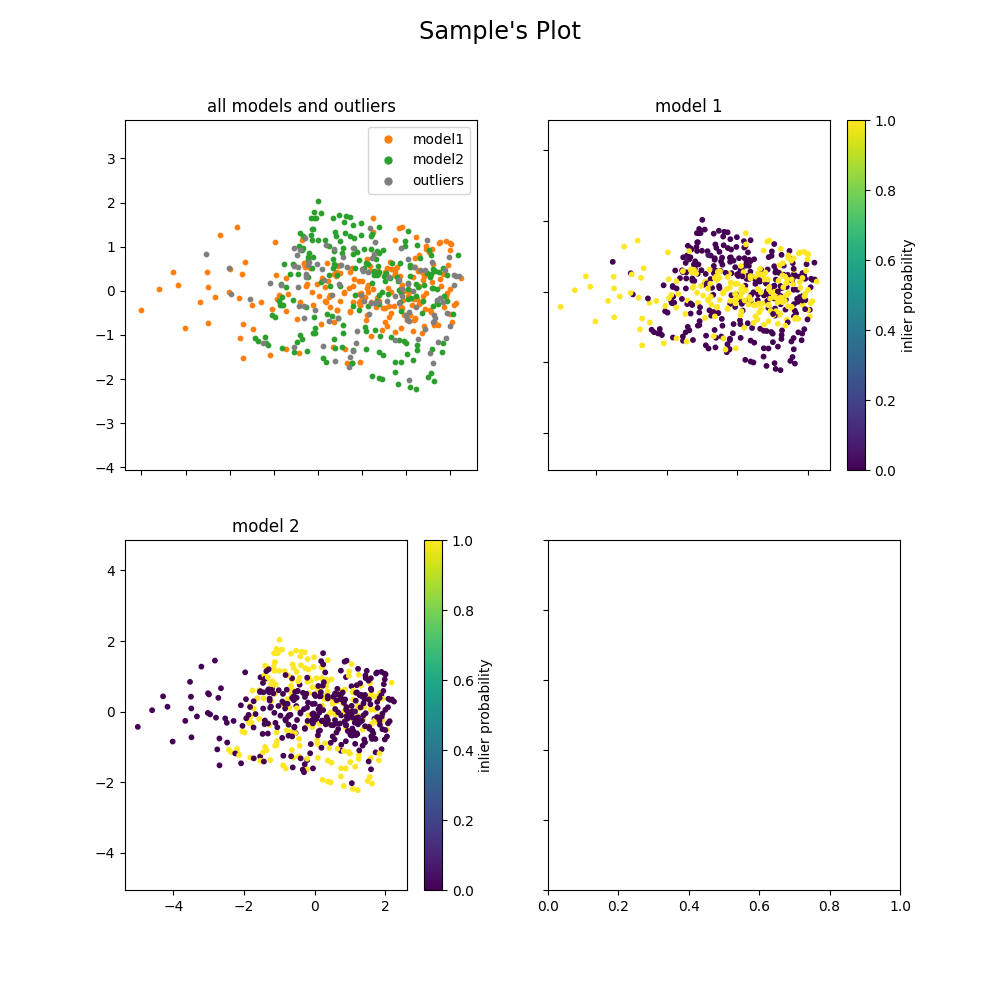 Sample's Plot
all models and outliers
3
2
1
0
−1
−2
−3
−4
model1
model2
outliers
model 1
1.0
0.8
0.6
0.4
0.2
0.0
inlier probability
model 2
4
2
0
−2
−4
−4 −2 0 2
1.0
0.8
0.6
0.4
0.2
0.0
inlier probability
0.0 0.2 0.4 0.6 0.8 1.0